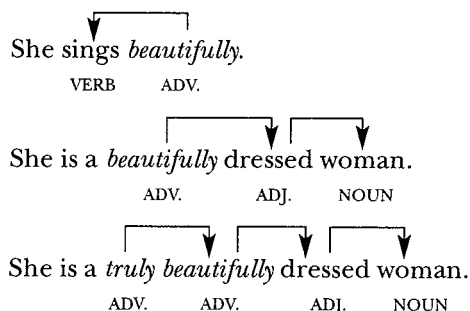 She sings beautifully.
VERB ADV.
She is a beautifully dressed woman.
ADV. ADJ. NOUN
She is a truly beautifully dressed woman.
ADV. ADV. ADJ. NOUN